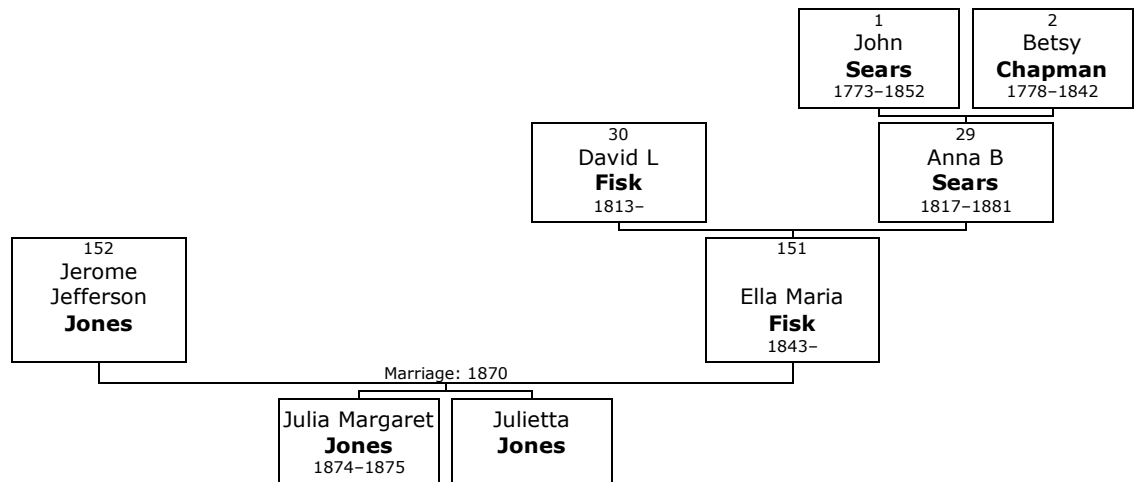 1
John
Sears
1773–1852
2
Betsy
Chapman
1778–1842
30
David L
Fisk
1813–
29
Anna B
Sears
1817–1881
152
Jerome
Jefferson
Jones
151
Ella Maria
Fisk
1843–
Marriage: 1870
Julia Margaret
Jones
1874–1875
Julietta
Jones